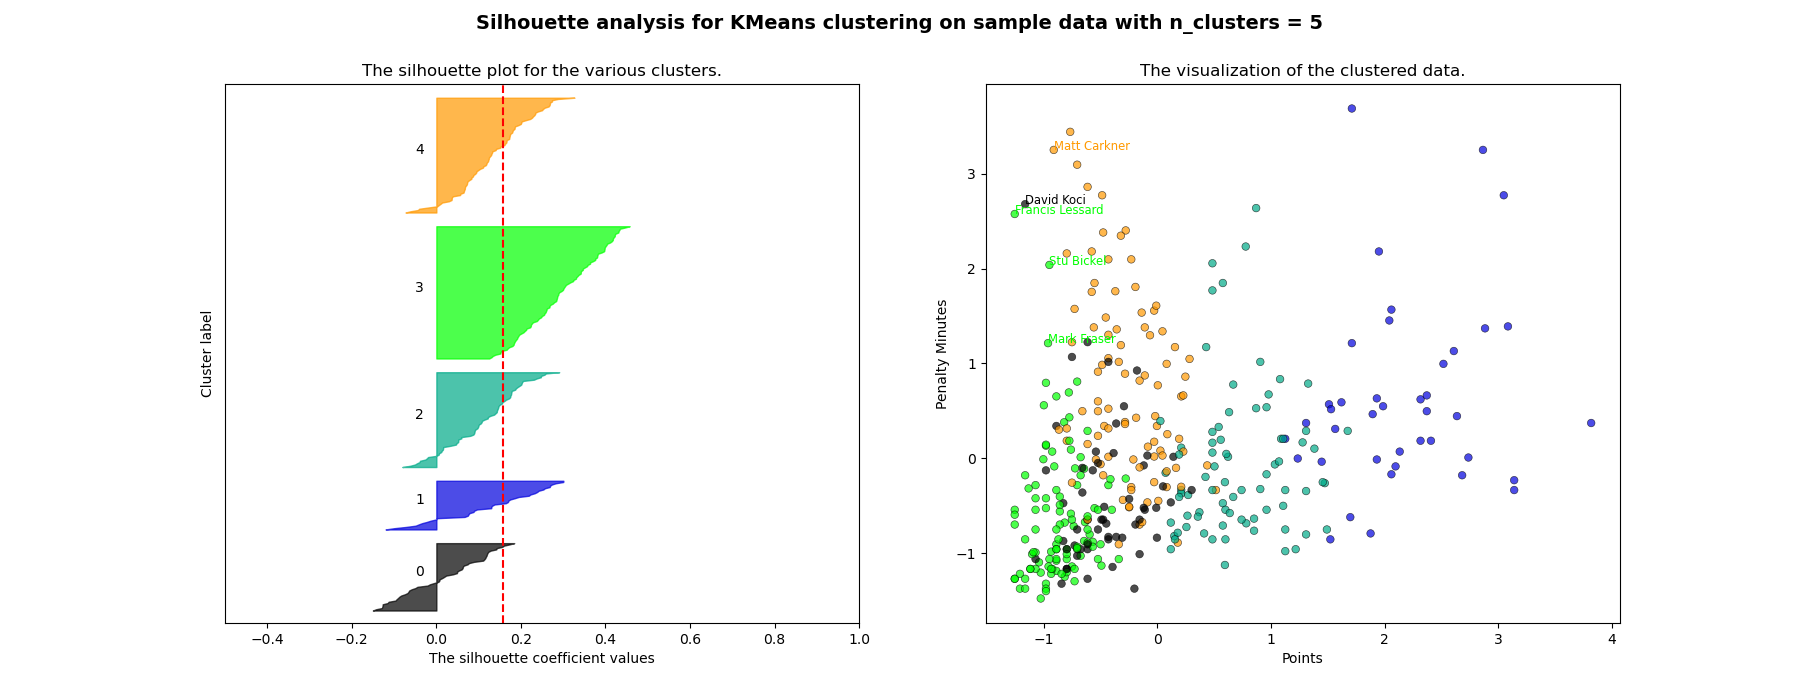 Silhouette analysis for KMeans clustering on sample data with n_clusters = 5
The silhouette plot for the various clusters.
4
3
2
1
0
Cluster label
−0.4
−0.2
0.0
0.2
0.4
0.6
0.8
1.0
The silhouette coefficient values
The visualization of the clustered data.
Matt Carkner
David Koci
Francis Lessard
Stu Bickel
Mark Fraser
Penalty Minutes
3
2
1
0
−1
−1
0
1
2
3
4
Points